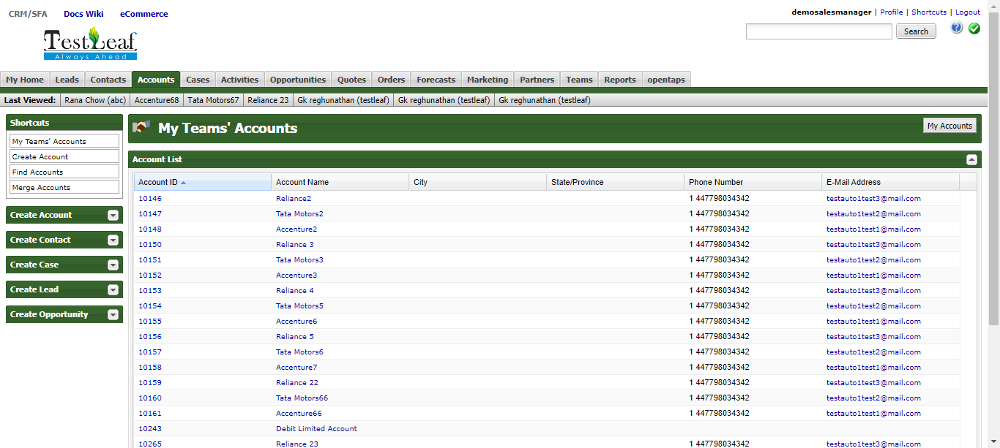 CRM/SFA Docs Wiki eCommerce
demosalesmanager | Profile | Shortcuts | Logout
TestLeaf
Always Ahead
Search
My Home Leads Contacts Accounts Cases Activities Opportunities Quotes Orders Forecasts Marketing Partners Teams Reports opentaps
Last Viewed: Rana Chow (abc) Accenture68 Tata Motors67 Reliance 23 Gk reghunathan (testleaf) Gk reghunathan (testleaf) Gk reghunathan (testleaf)
Shortcuts
My Teams' Accounts
Create Account
Find Accounts
Merge Accounts
Create Account
Create Contact
Create Case
Create Lead
Create Opportunity
My Teams' Accounts
My Accounts
Account List
Account ID Account Name City State/Province Phone Number E-Mail Address
10146 Reliance2 1 447798034342 testauto1test3@mail.com
10147 Tata Motors2 1 447798034342 testauto1test2@mail.com
10148 Accenture2 1 447798034342 testauto1test1@mail.com
10150 Reliance 3 1 447798034342 testauto1test3@mail.com
10151 Tata Motors3 1 447798034342 testauto1test2@mail.com
10152 Accenture3 1 447798034342 testauto1test1@mail.com
10153 Reliance 4 1 447798034342 testauto1test3@mail.com
10154 Tata Motors5 1 447798034342 testauto1test2@mail.com
10155 Accenture6 1 447798034342 testauto1test1@mail.com
10156 Reliance 5 1 447798034342 testauto1test3@mail.com
10157 Tata Motors6 1 447798034342 testauto1test2@mail.com
10158 Accenture7 1 447798034342 testauto1test1@mail.com
10159 Reliance 22 1 447798034342 testauto1test3@mail.com
10160 Tata Motors66 1 447798034342 testauto1test2@mail.com
10161 Accenture66 1 447798034342 testauto1test1@mail.com
10243 Debit Limited Account
10265 Reliance 23 1 447798034342 testauto1test3@mail.com